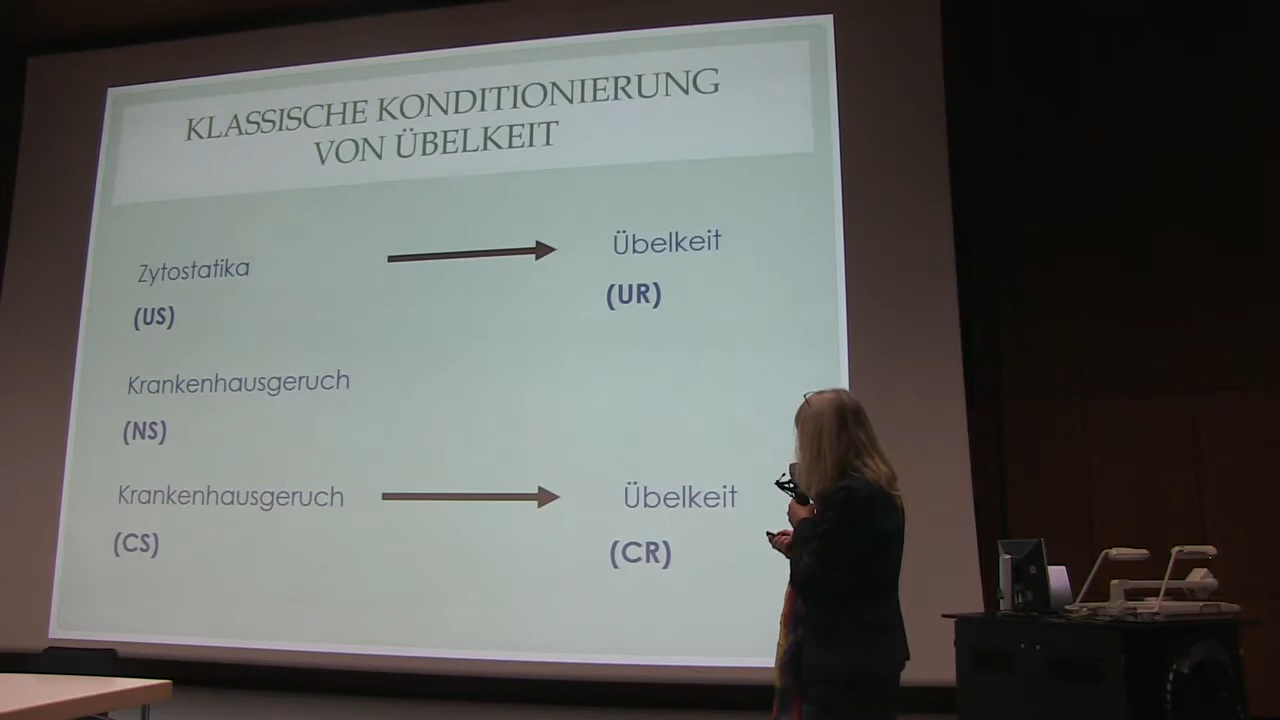 KLASSISCHE KONDITIONIERUNG
VON ÜBELKEIT
Zytostatika
Übelkeit
(US)
(UR)
Krankenhausgeruch
(NS)
Krankenhausgeruch
Übelkeit
(CS)
(CR)